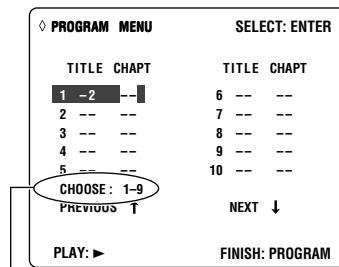 ◊ PROGRAM MENU SELECT: ENTER
TITLE CHAPT TITLE CHAPT
1 –2 –– 6 –– ––
2 –– –– 7 –– ––
3 –– –– 8 –– ––
4 –– –– 9 –– ––
5 –– –– 10 –– ––
CHOOSE: 1–9
PREVIOUS ↑ NEXT ↓
PLAY: ► FINISH: PROGRAM